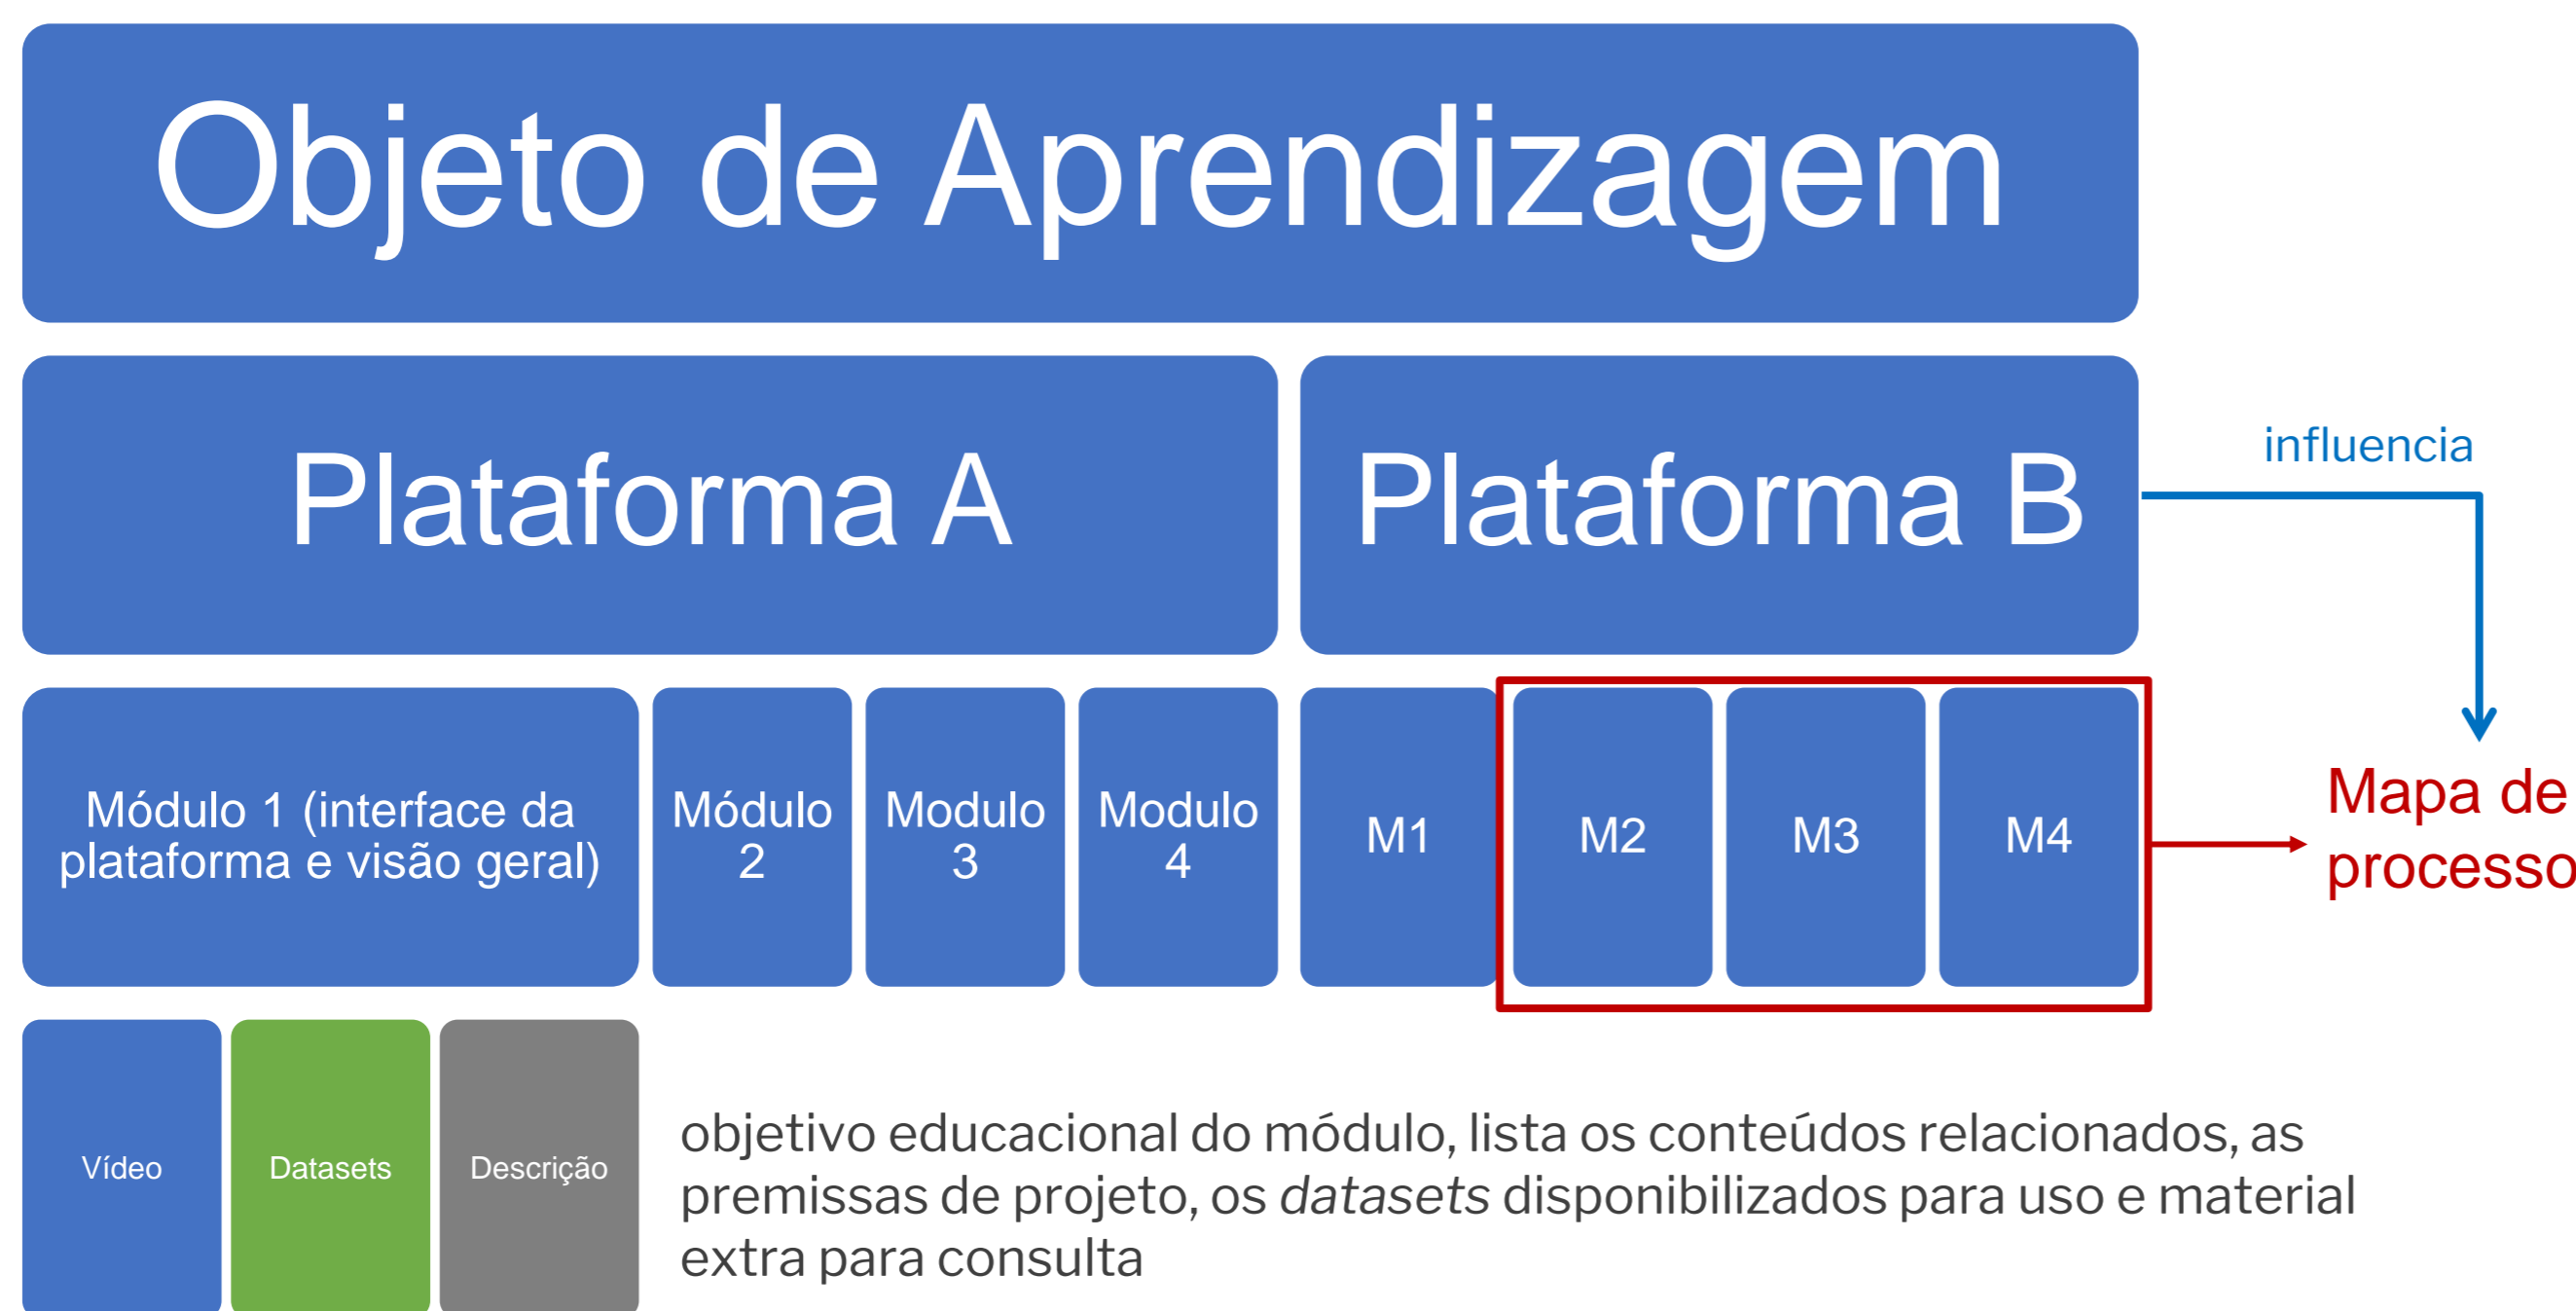 Objeto de Aprendizagem
Plataforma A
Plataforma B
influencia
Módulo 1 (interface da
plataforma e visão geral)
Módulo
2
Modulo
3
Modulo
4
M1
M2
M3
M4
Mapa de
processo
Vídeo
Datasets
Descrição
objetivo educacional do módulo, lista os conteúdos relacionados, as
premissas de projeto, os datasets disponibilizados para uso e material
extra para consulta